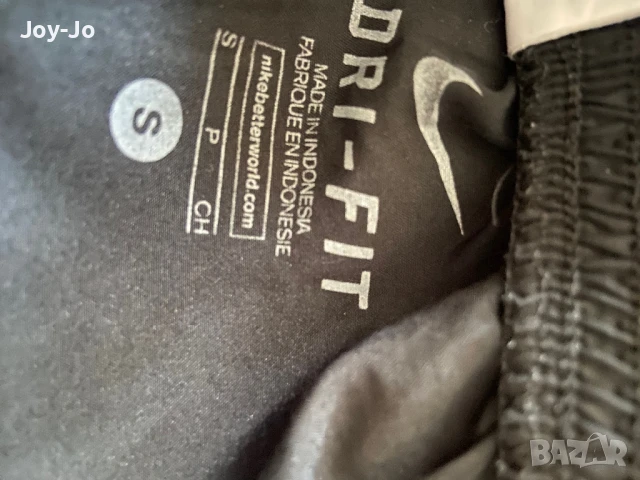 Joy-Jo
DRI-FIT
MADE IN INDONESIA
FABRIQUE EN INDONESIE
nikebetterworld.com
S P CH
S
BAZAR